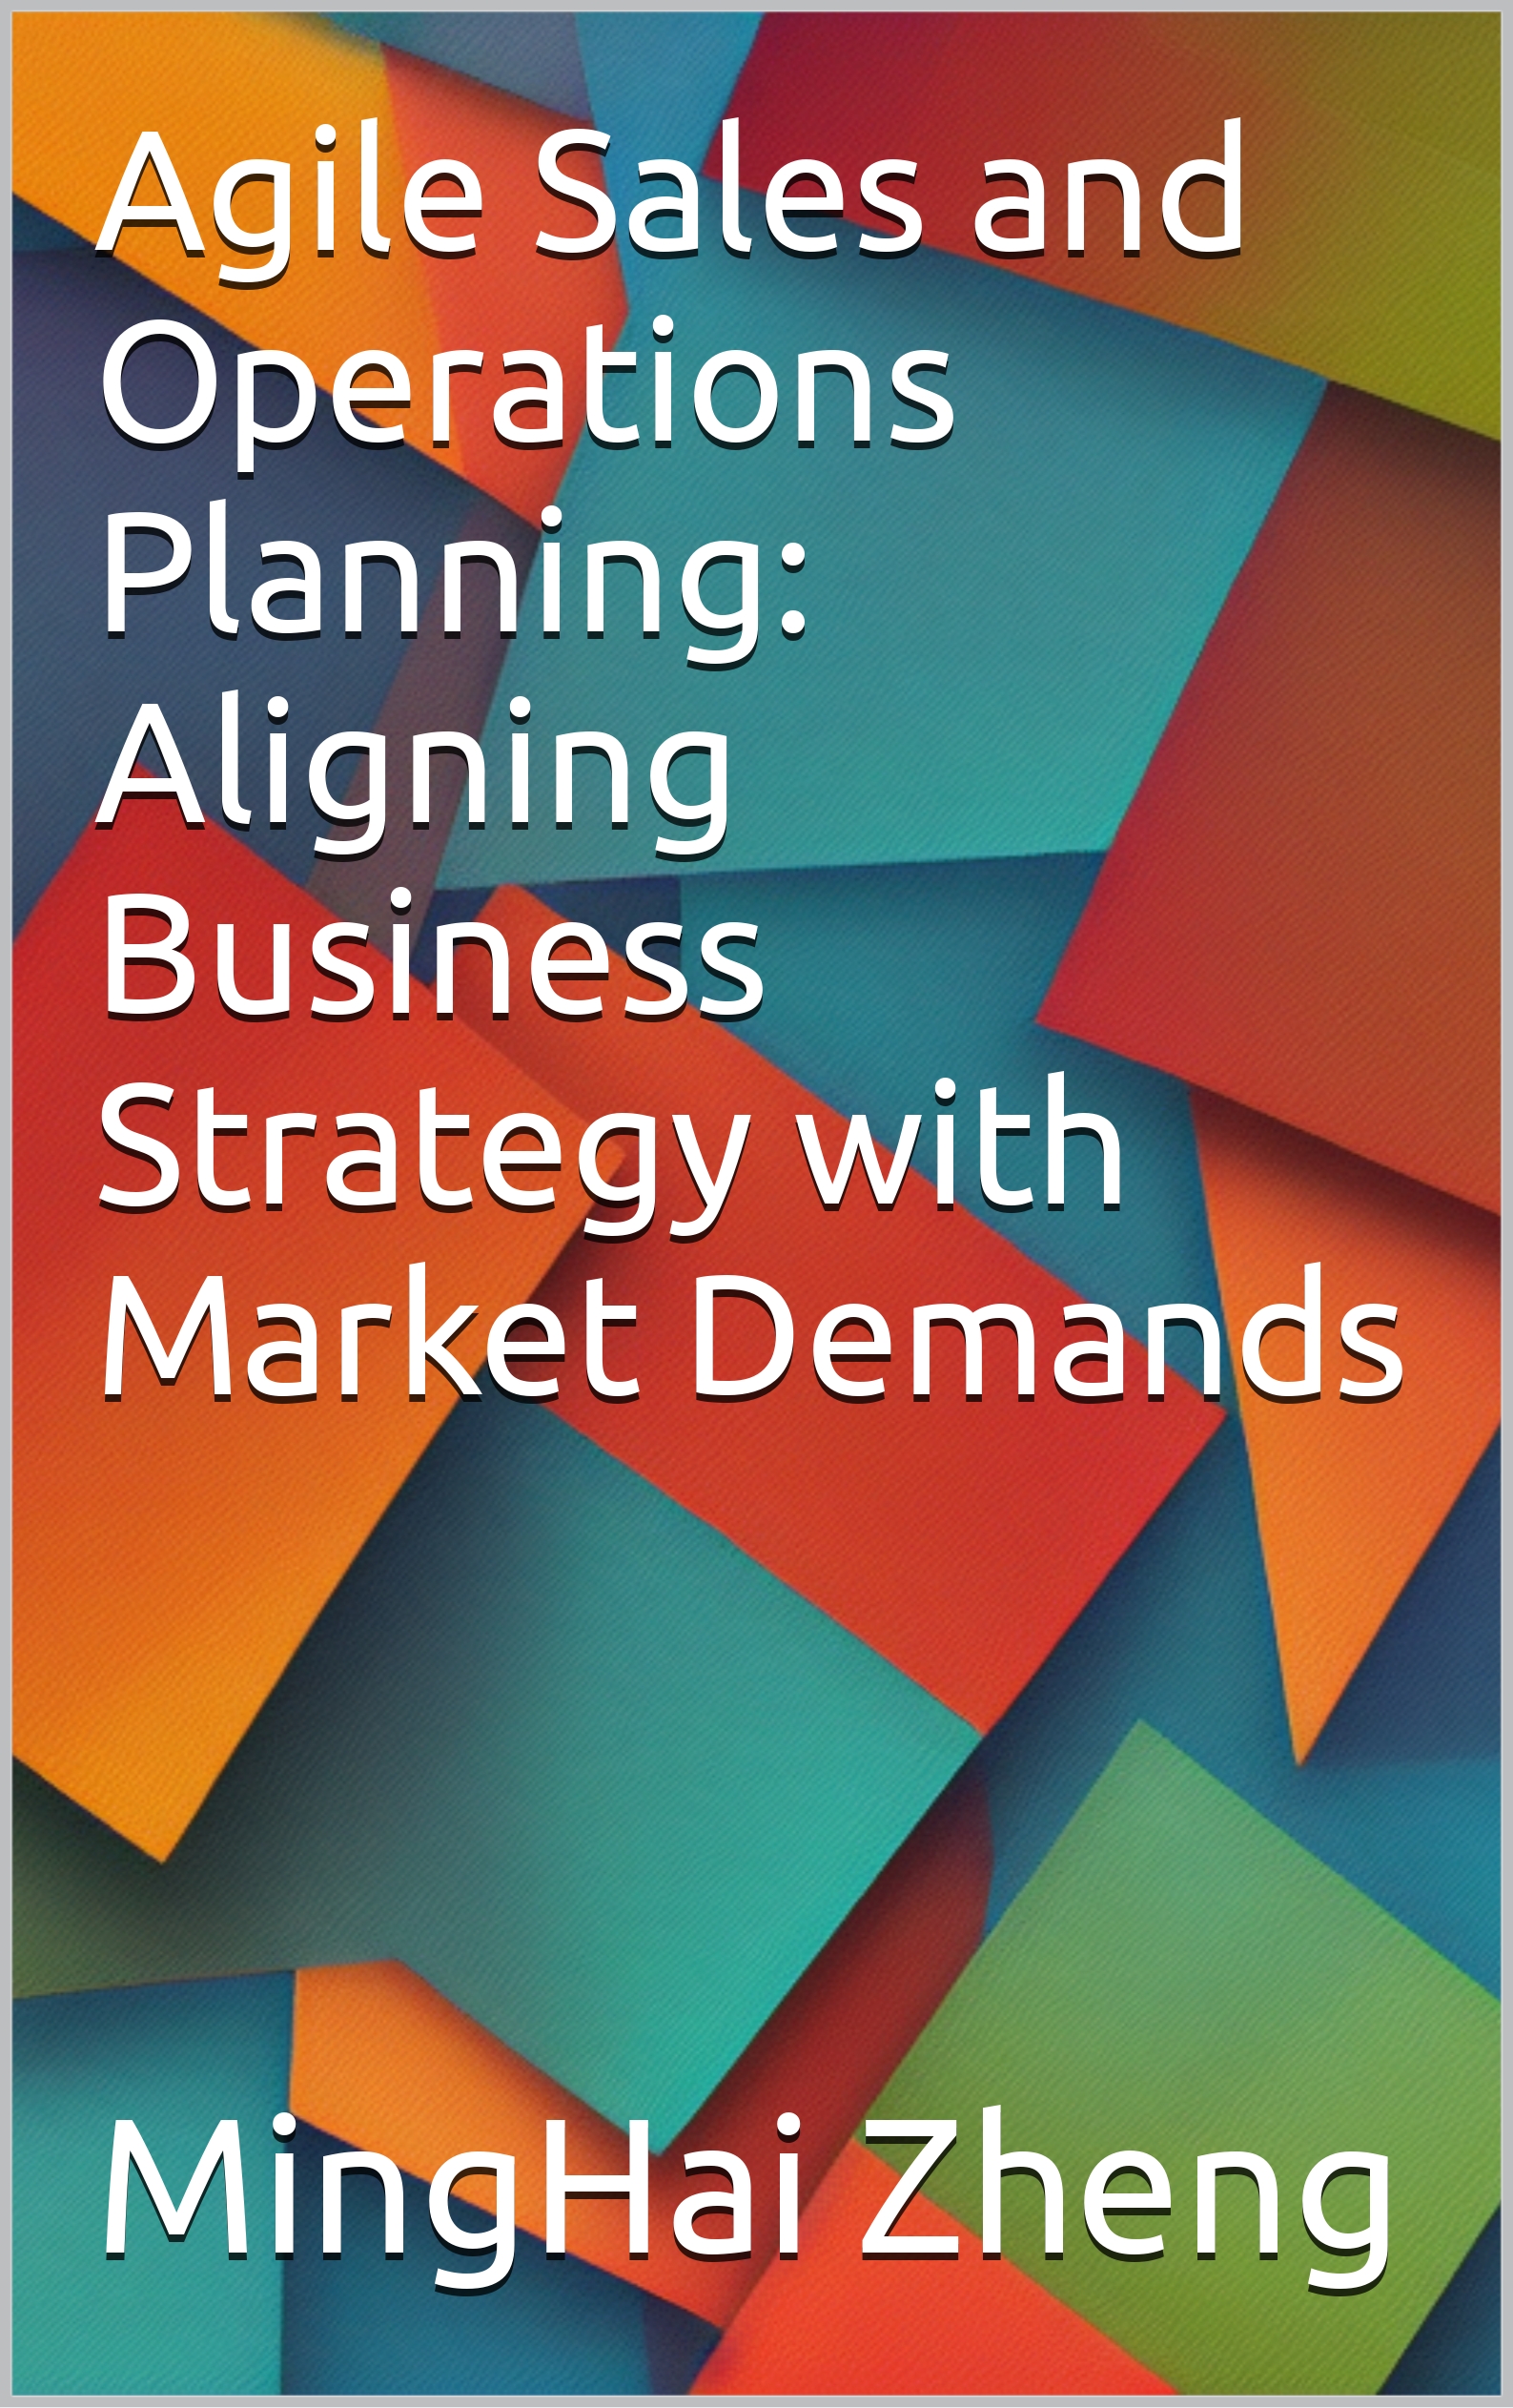 Agile Sales and
Operations
Planning:
Aligning
Business
Strategy with
Market Demands
MingHai Zheng